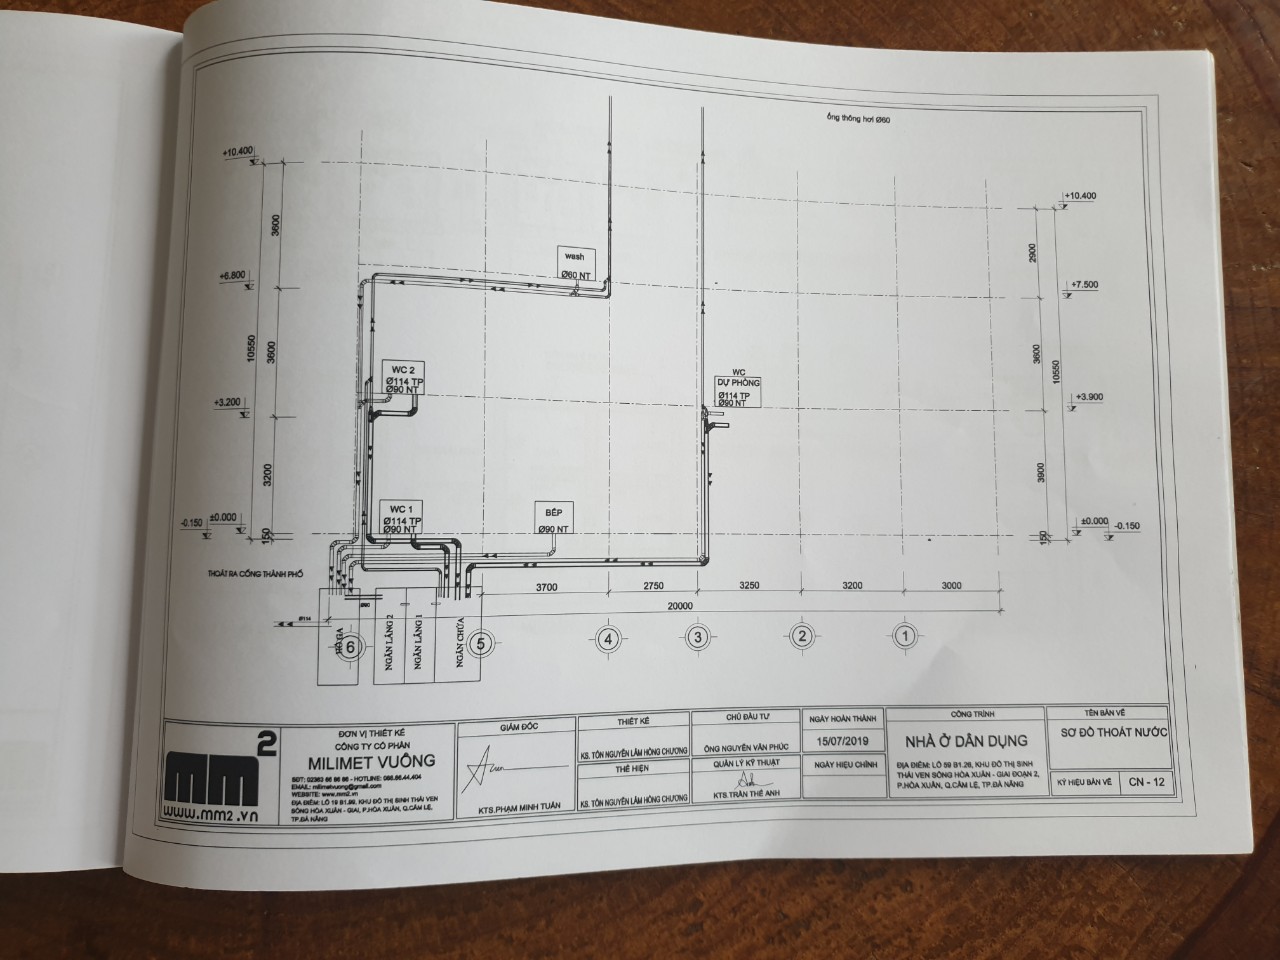 ống thông hơi Ø60
+10.400
+10.400
3600
2900
wash
Ø60 NT
+6.800
+7.500
10550
3600
3600
10550
WC 2
Ø114 TP
Ø90 NT
WC
DỰ PHÒNG
Ø114 TP
Ø90 NT
+3.200
+3.900
3200
3900
WC 1
Ø114 TP
Ø90 NT
BẾP
Ø90 NT
-0.150
±0.000
150
±0.000
-0.150
150
THOÁT RA CỐNG THÀNH PHỐ
3700
2750
3250
3200
3000
20000
Ø114
HỐ GA
NGĂN LẮNG 2
NGĂN LẮNG 1
NGĂN CHỨA
6
5
4
3
2
1
mm2
www.mm2.vn
ĐƠN VỊ THIẾT KẾ
CÔNG TY CỔ PHẦN
MILIMET VUÔNG
SĐT: 02363 66 86 86 - HOTLINE: 086.86.44.404
EMAIL: milimetvuong@gmail.com
WEBSITE: www.mm2.vn
ĐỊA ĐIỂM: LÔ 19 B1.99, KHU ĐÔ THỊ SINH THÁI VEN
SÔNG HÒA XUÂN - GIAI, P.HÒA XUÂN, Q.CẨM LỆ,
TP.ĐÀ NẴNG
GIÁM ĐỐC
KTS.PHẠM MINH TUẤN
THIẾT KẾ
KS. TÔN NGUYỄN LÂM HỒNG CHƯƠNG
THỂ HIỆN
KS. TÔN NGUYỄN LÂM HỒNG CHƯƠNG
CHỦ ĐẦU TƯ
ÔNG NGUYỄN VĂN PHÚC
QUẢN LÝ KỸ THUẬT
KTS.TRẦN THẾ ANH
NGÀY HOÀN THÀNH
15/07/2019
NGÀY HIỆU CHỈNH
CÔNG TRÌNH
NHÀ Ở DÂN DỤNG
ĐỊA ĐIỂM: LÔ 59 B1.26, KHU ĐÔ THỊ SINH
THÁI VEN SÔNG HÒA XUÂN - GIAI ĐOẠN 2,
P.HÒA XUÂN, Q.CẨM LỆ, TP.ĐÀ NẴNG
TÊN BẢN VẼ
SƠ ĐỒ THOÁT NƯỚC
KÝ HIỆU BẢN VẼ
CN - 12